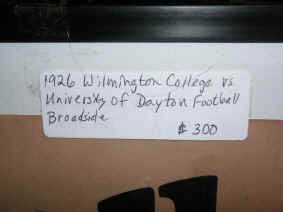 1926 Wilmington College vs.
University Of Dayton Football
Broadside
$ 300